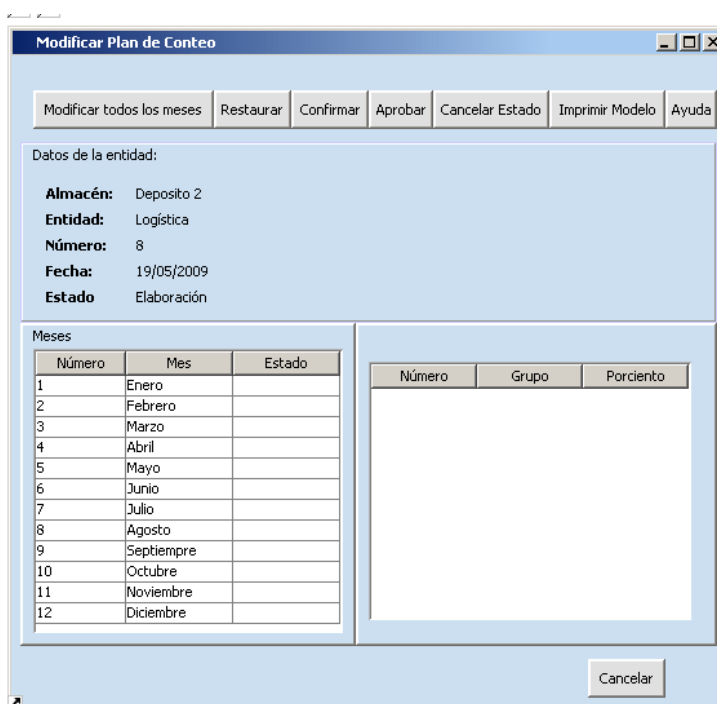 Modificar Plan de Conteo
Modificar todos los meses Restaurar Confirmar Aprobar Cancelar Estado Imprimir Modelo Ayuda
Datos de la entidad:
Almacén: Deposito 2
Entidad: Logística
Número: 8
Fecha: 19/05/2009
Estado Elaboración
Meses
Número Mes Estado
1 Enero
2 Febrero
3 Marzo
4 Abril
5 Mayo
6 Junio
7 Julio
8 Agosto
9 Septiempre
10 Octubre
11 Noviembre
12 Diciembre
Número Grupo Porciento
Cancelar